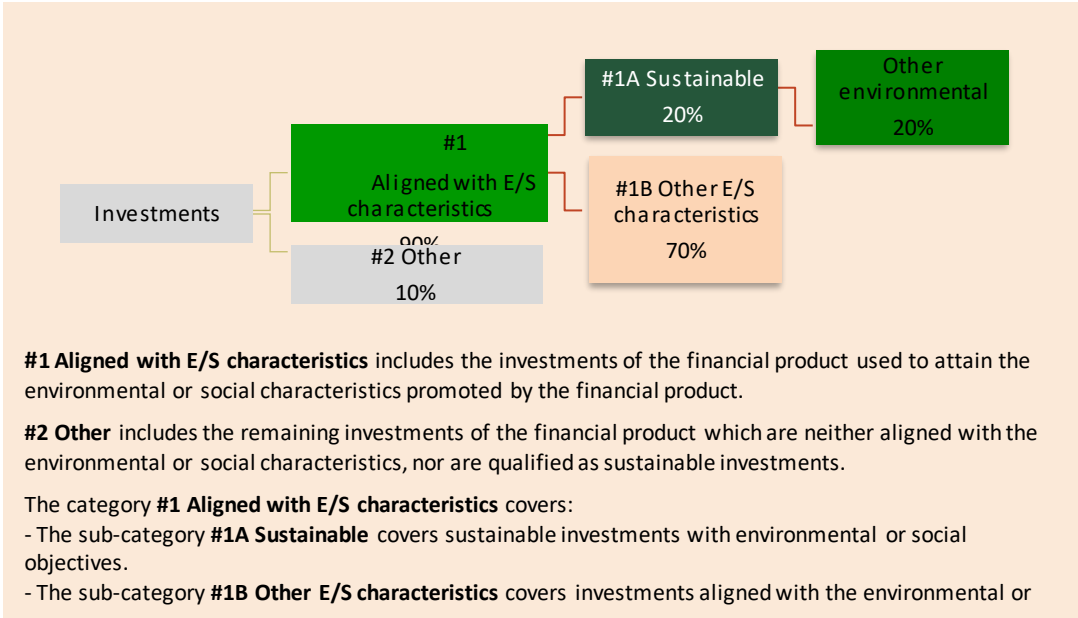 Investments
#1
Aligned with E/S
characteristics
90%
#2 Other
10%
#1A Sustainable
20%
#1B Other E/S
characteristics
70%
Other
environmental
20%
#1 Aligned with E/S characteristics includes the investments of the financial product used to attain the
environmental or social characteristics promoted by the financial product.
#2 Other includes the remaining investments of the financial product which are neither aligned with the
environmental or social characteristics, nor are qualified as sustainable investments.
The category #1 Aligned with E/S characteristics covers:
- The sub-category #1A Sustainable covers sustainable investments with environmental or social
objectives.
- The sub-category #1B Other E/S characteristics covers investments aligned with the environmental or